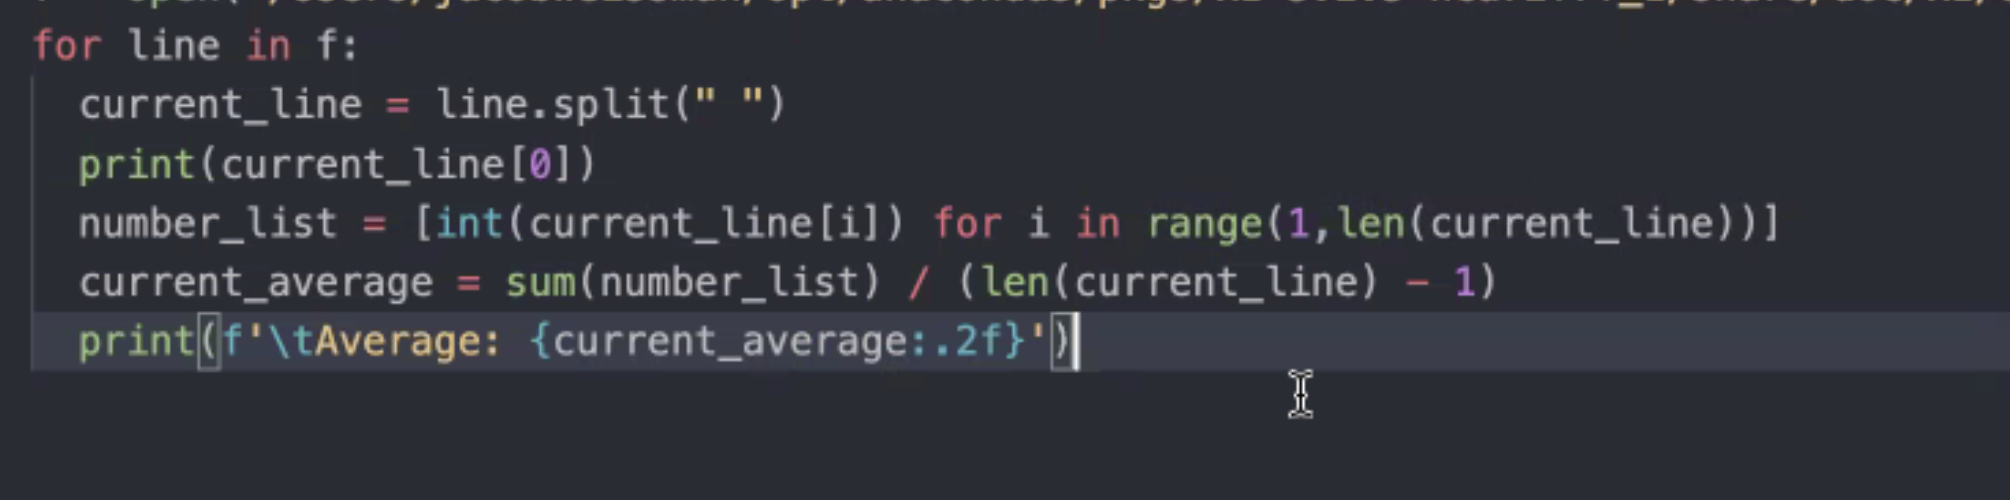 for line in f:
current_line = line.split(" ")
print(current_line[0])
number_list = [int(current_line[i]) for i in range(1,len(current_line))]
current_average = sum(number_list) / (len(current_line) - 1)
print(f'\tAverage: {current_average:.2f}')